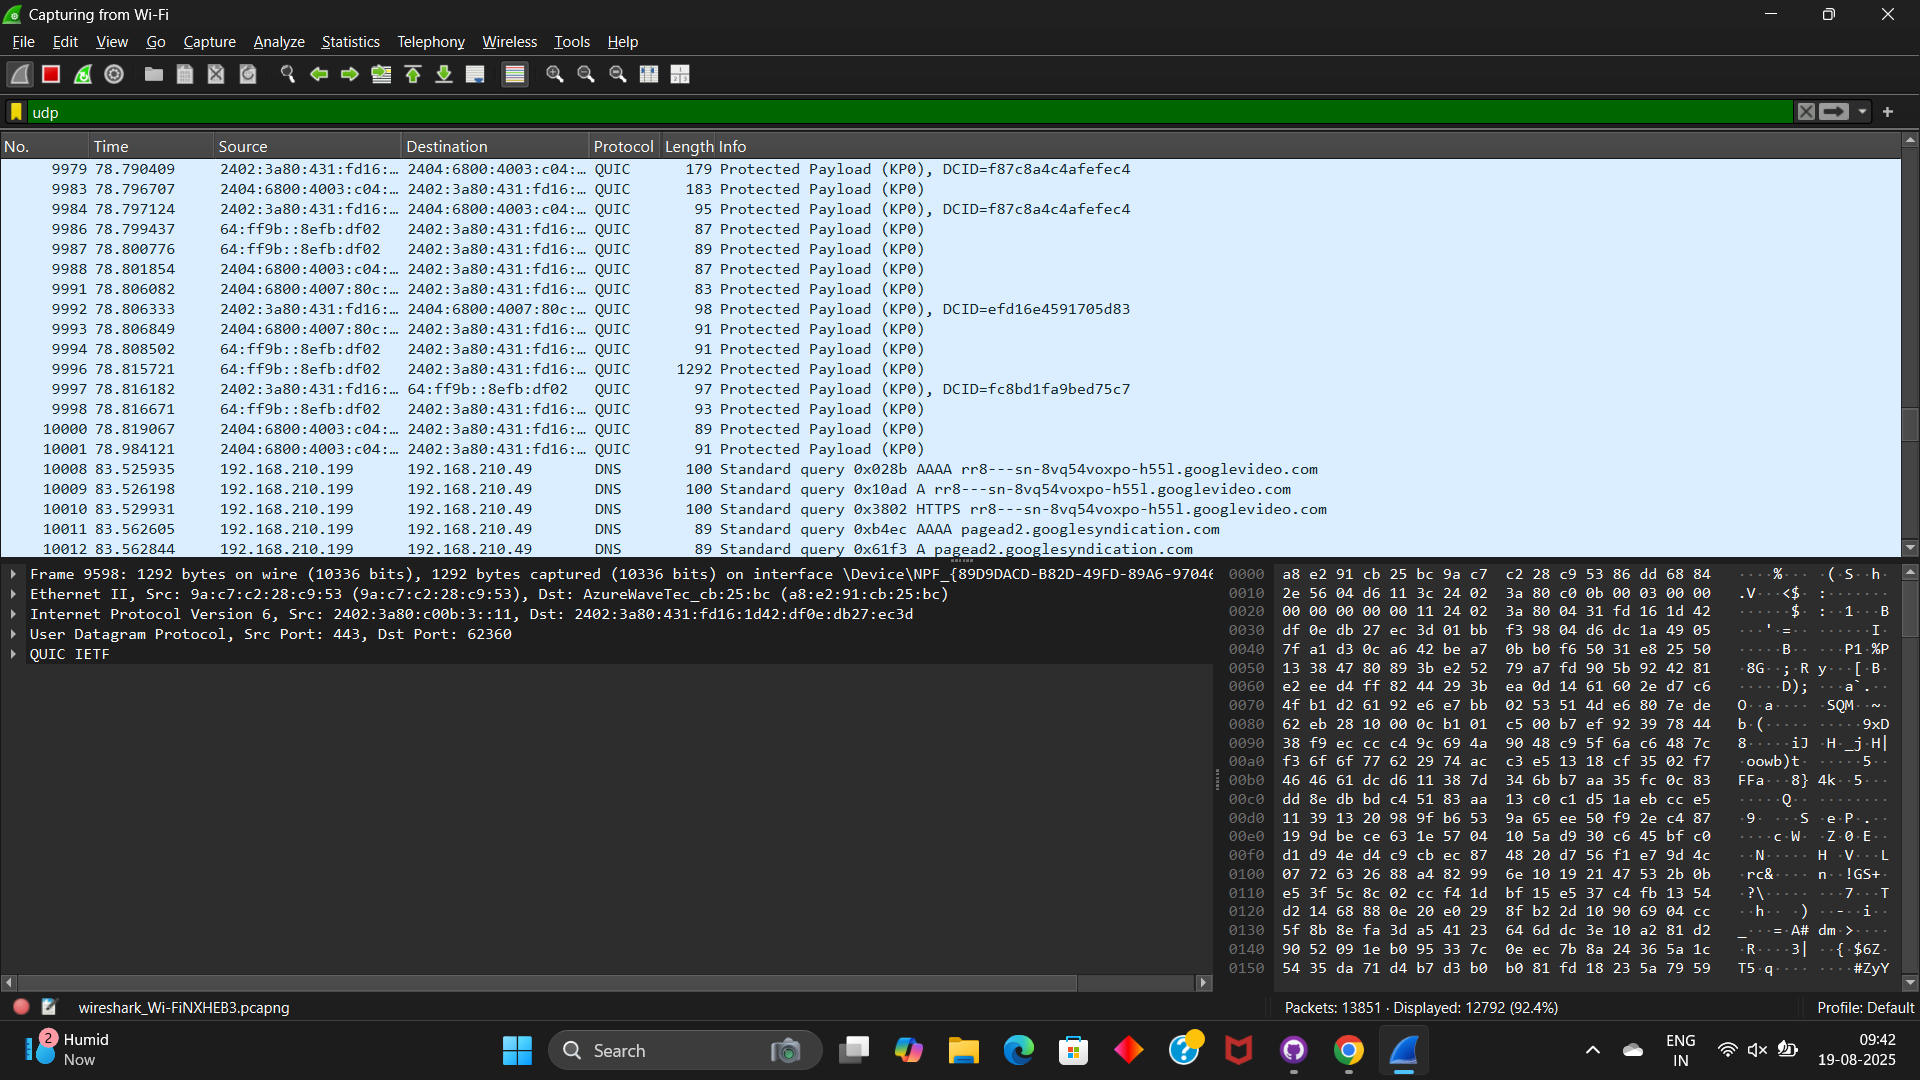 Capturing from Wi-Fi
File Edit View Go Capture Analyze Statistics Telephony Wireless Tools Help
udp
No. Time Source Destination Protocol Length Info
9979 78.790409 2402:3a80:431:fd16:… 2404:6800:4003:c04:… QUIC 179 Protected Payload (KP0), DCID=f87c8a4c4afefec4
9983 78.796707 2404:6800:4003:c04:… 2402:3a80:431:fd16:… QUIC 183 Protected Payload (KP0)
9984 78.797124 2402:3a80:431:fd16:… 2404:6800:4003:c04:… QUIC 95 Protected Payload (KP0), DCID=f87c8a4c4afefec4
9986 78.799437 64:ff9b::8efb:df02 2402:3a80:431:fd16:… QUIC 87 Protected Payload (KP0)
9987 78.800776 64:ff9b::8efb:df02 2402:3a80:431:fd16:… QUIC 89 Protected Payload (KP0)
9988 78.801854 2404:6800:4003:c04:… 2402:3a80:431:fd16:… QUIC 87 Protected Payload (KP0)
9991 78.806082 2404:6800:4007:80c:… 2402:3a80:431:fd16:… QUIC 83 Protected Payload (KP0)
9992 78.806333 2402:3a80:431:fd16:… 2404:6800:4007:80c:… QUIC 98 Protected Payload (KP0), DCID=efd16e4591705d83
9993 78.806849 2404:6800:4007:80c:… 2402:3a80:431:fd16:… QUIC 91 Protected Payload (KP0)
9994 78.808502 64:ff9b::8efb:df02 2402:3a80:431:fd16:… QUIC 91 Protected Payload (KP0)
9996 78.815721 64:ff9b::8efb:df02 2402:3a80:431:fd16:… QUIC 1292 Protected Payload (KP0)
9997 78.816182 2402:3a80:431:fd16:… 64:ff9b::8efb:df02 QUIC 97 Protected Payload (KP0), DCID=fc8bd1fa9bed75c7
9998 78.816671 64:ff9b::8efb:df02 2402:3a80:431:fd16:… QUIC 93 Protected Payload (KP0)
10000 78.819067 2404:6800:4003:c04:… 2402:3a80:431:fd16:… QUIC 89 Protected Payload (KP0)
10001 78.984121 2404:6800:4003:c04:… 2402:3a80:431:fd16:… QUIC 91 Protected Payload (KP0)
10008 83.525935 192.168.210.199 192.168.210.49 DNS 100 Standard query 0x028b AAAA rr8---sn-8vq54voxpo-h55l.googlevideo.com
10009 83.526198 192.168.210.199 192.168.210.49 DNS 100 Standard query 0x10ad A rr8---sn-8vq54voxpo-h55l.googlevideo.com
10010 83.529931 192.168.210.199 192.168.210.49 DNS 100 Standard query 0x3802 HTTPS rr8---sn-8vq54voxpo-h55l.googlevideo.com
10011 83.562605 192.168.210.199 192.168.210.49 DNS 89 Standard query 0xb4ec AAAA pagead2.googlesyndication.com
10012 83.562844 192.168.210.199 192.168.210.49 DNS 89 Standard query 0x61f3 A pagead2.googlesyndication.com
Frame 9598: 1292 bytes on wire (10336 bits), 1292 bytes captured (10336 bits) on interface \Device\NPF_{89D9DACD-B82D-49FD-89A6-97046
Ethernet II, Src: 9a:c7:c2:28:c9:53 (9a:c7:c2:28:c9:53), Dst: AzureWaveTec_cb:25:bc (a8:e2:91:cb:25:bc)
Internet Protocol Version 6, Src: 2402:3a80:c00b:3::11, Dst: 2402:3a80:431:fd16:1d42:df0e:db27:ec3d
User Datagram Protocol, Src Port: 443, Dst Port: 62360
QUIC IETF
0000 a8 e2 91 cb 25 bc 9a c7 c2 28 c9 53 86 dd 68 84 ····%··· ·(·S··h·
0010 2e 56 04 d6 11 3c 24 02 3a 80 c0 0b 00 03 00 00 .V···<$· :·······
0020 00 00 00 00 00 11 24 02 3a 80 04 31 fd 16 1d 42 ······$· :··1···B
0030 df 0e db 27 ec 3d 01 bb f3 98 04 d6 dc 1a 49 05 ···'·=·· ······I·
0040 7f a1 d3 0c a6 42 be a7 0b b0 f6 50 31 e8 25 50 ·····B·· ···P1·%P
0050 13 38 47 80 89 3b e2 52 79 a7 fd 90 5b 92 42 81 ·8G··;·R y···[·B·
0060 e2 ee d4 ff 82 44 29 3b ea 0d 14 61 60 2e d7 c6 ·····D); ···a`.··
0070 4f b1 d2 61 92 e6 e7 bb 02 53 51 4d e6 80 7e de O··a···· ·SQM··~·
0080 62 eb 28 10 00 0c b1 01 c5 00 b7 ef 92 39 78 44 b·(····· ·····9xD
0090 38 f9 ec cc c4 9c 69 4a 90 48 c9 5f 6a c6 48 7c 8·····iJ ·H·_j·H|
00a0 f3 6f 6f 77 62 29 74 ac c3 e5 13 18 cf 35 02 f7 ·oowb)t· ·····5··
00b0 46 46 61 dc d6 11 38 7d 34 6b b7 aa 35 fc 0c 83 FFa···8} 4k··5···
00c0 dd 8e db bd c4 51 83 aa 13 c0 c1 d5 1a eb cc e5 ·····Q·· ········
00d0 11 39 13 20 98 9f b6 53 9a 65 ee 50 f9 2e c4 87 ·9· ···S ·e·P·.··
00e0 19 9d be ce 63 1e 57 04 10 5a d9 30 c6 45 bf c0 ····c·W· ·Z·0·E··
00f0 d1 d9 4e d4 c9 cb ec 87 48 20 d7 56 f1 e7 9d 4c ··N····· H ·V···L
0100 07 72 63 26 88 a4 82 99 6e 10 19 21 47 53 2b 0b ·rc&···· n··!GS+·
0110 e5 3f 5c 8c 02 cc f4 1d bf 15 e5 37 c4 fb 13 54 ·?\····· ···7···T
0120 d2 14 68 88 0e 20 e0 29 8f b2 2d 10 90 69 04 cc ··h·· ·) ··-··i··
0130 5f 8b 8e fa 3d a5 41 23 64 6d dc 3e 10 a2 81 d2 _···=·A# dm·>····
0140 90 52 09 1e b0 95 33 7c 0e ec 7b 8a 24 36 5a 1c ·R····3| ··{·$6Z·
0150 54 35 da 71 d4 b7 d3 b0 b0 81 fd 18 23 5a 79 59 T5·q···· ····#ZyY
wireshark_Wi-FiNXHEB3.pcapng Packets: 13851 · Displayed: 12792 (92.4%) Profile: Default
2 Humid
Now
Search
ENG
IN
09:42
19-08-2025